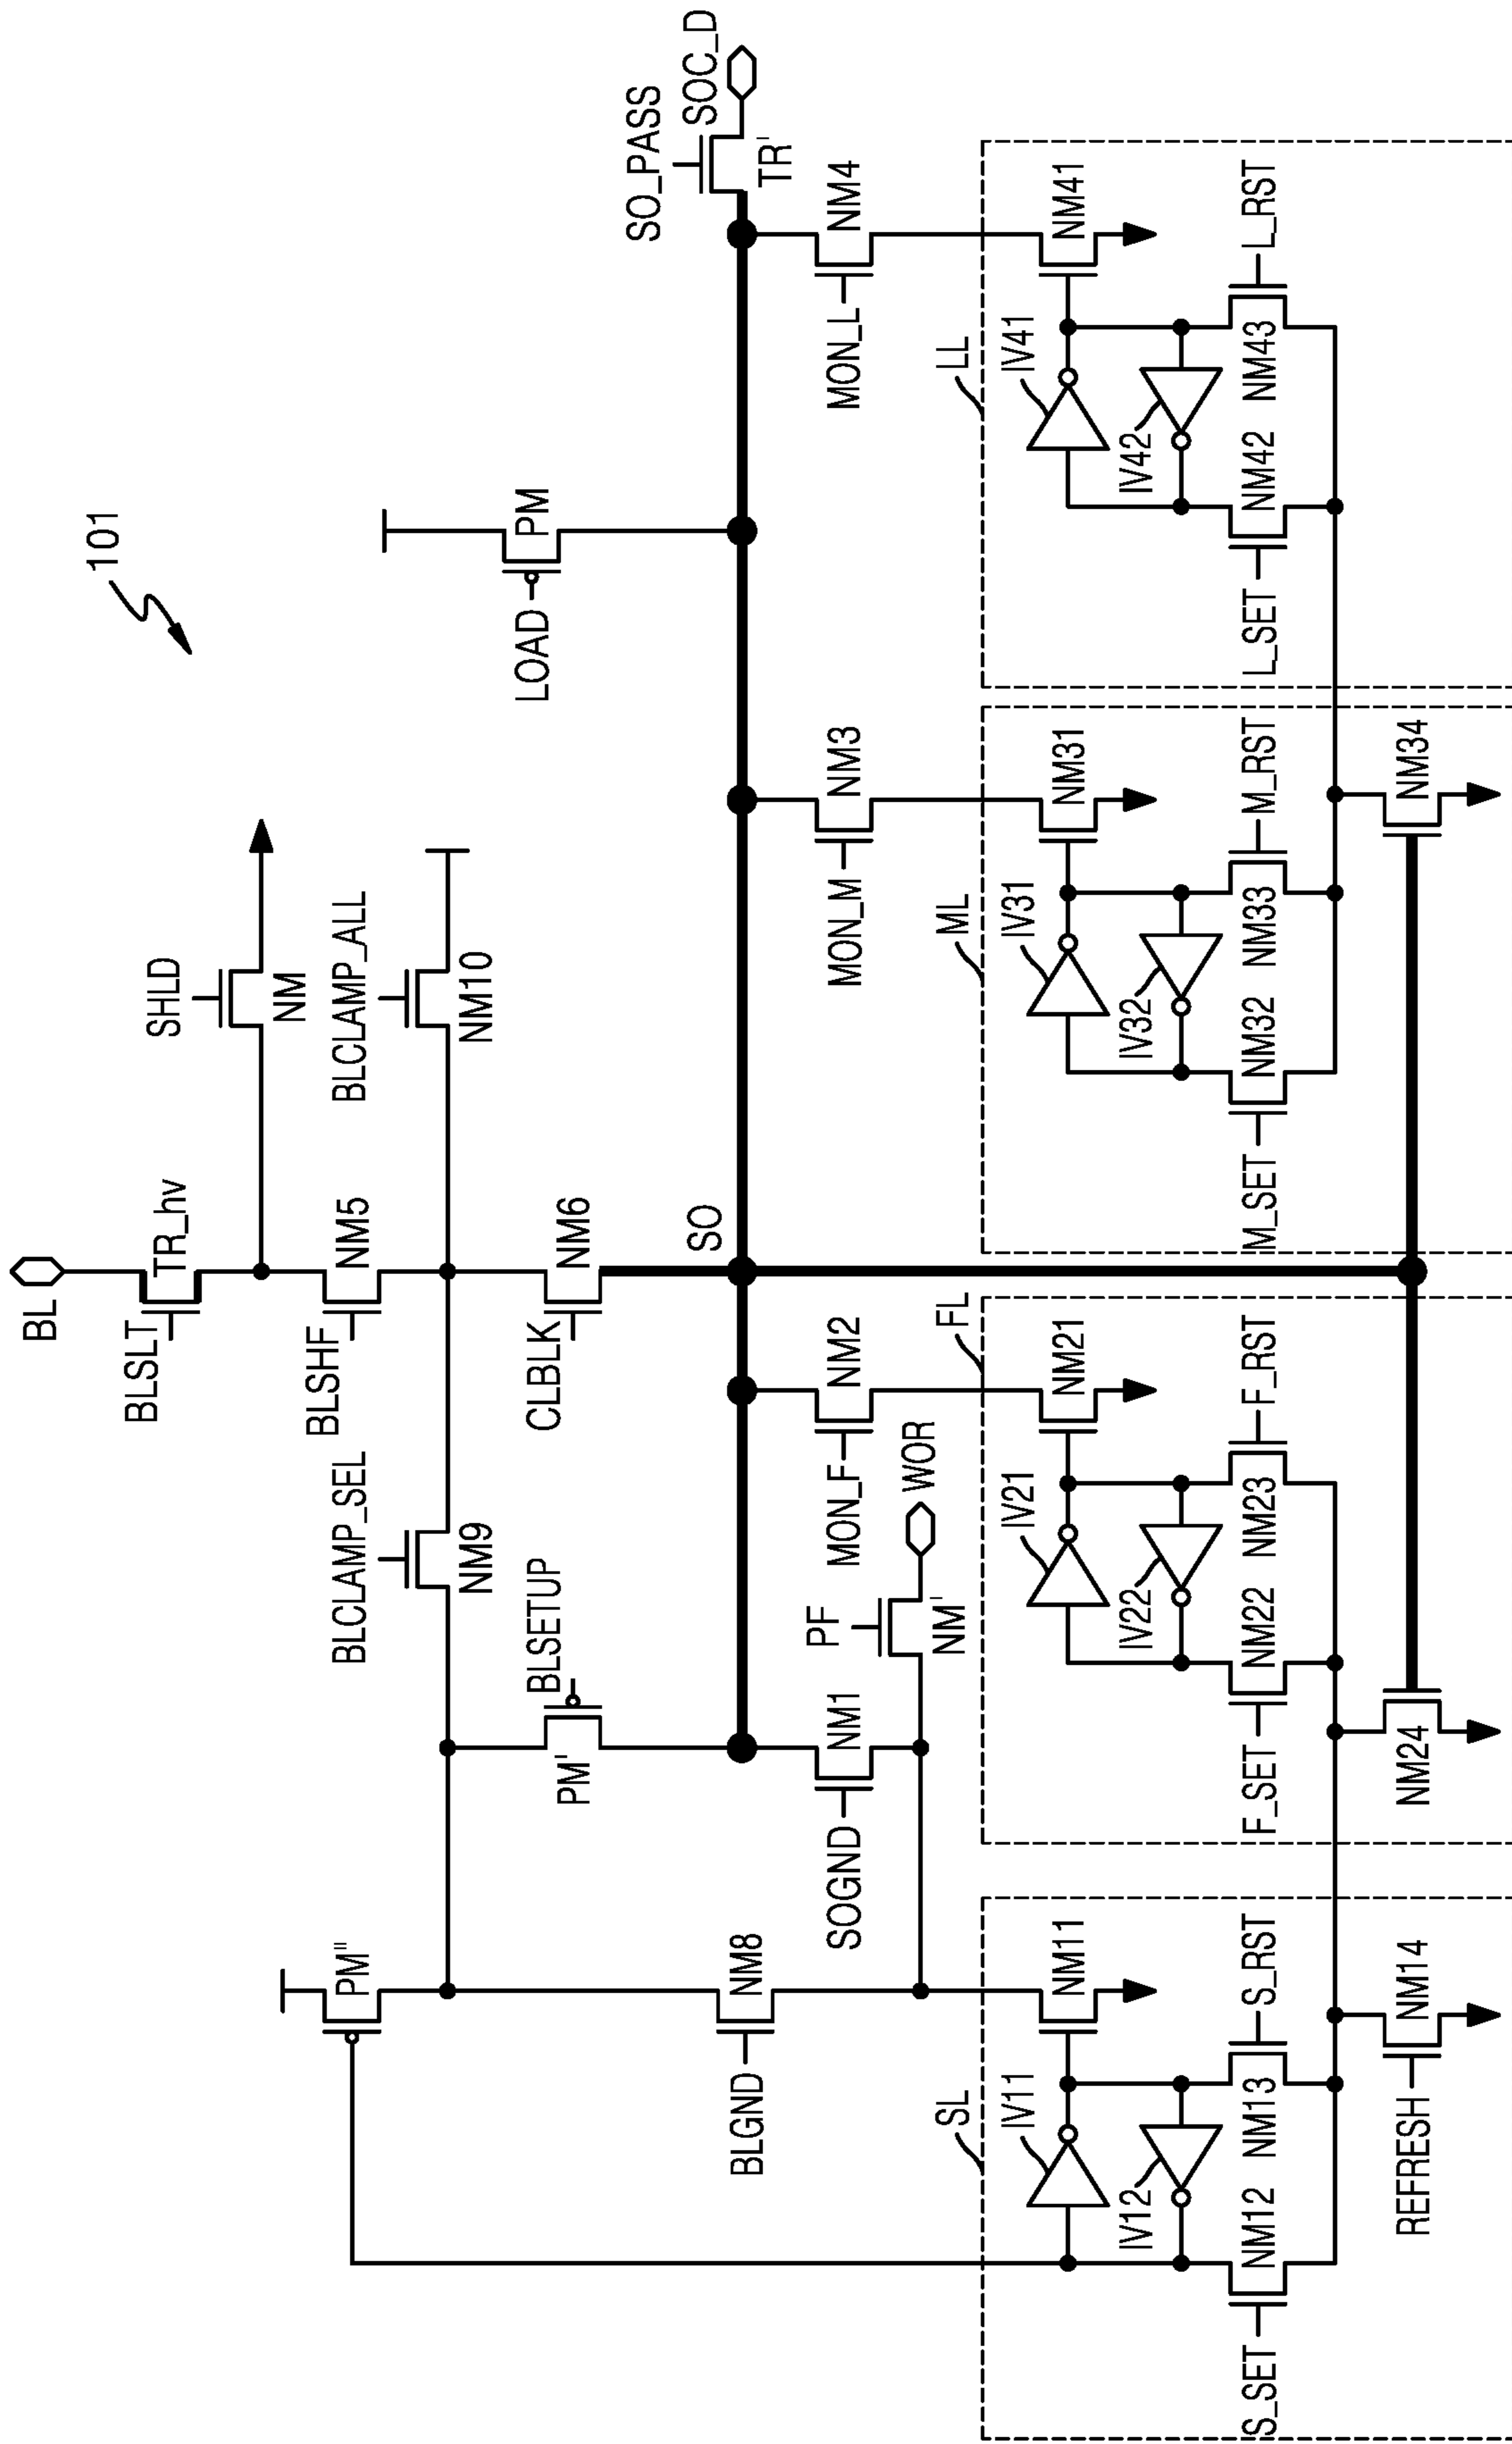 101
BL
BLSLT
TR_hv
SHLD
NM
BLSHF
NM5
BLCLAMP_SEL
NM9
BLCLAMP_ALL
NM10
PM"
CLBLK
NM6
BLSETUP
PM'
LOAD
PM
SO_PASS
SOC_D
TR'
SO
BLGND
NM8
SOGND
NM1
PF
NM'
WOR
MON_F
NM2
MON_M
NM3
MON_L
NM4
SL
FL
ML
LL
IV11
NM11
IV21
NM21
IV31
NM31
IV41
NM41
IV12
IV22
IV32
IV42
S_SET
NM12
NM13
S_RST
F_SET
NM22
NM23
F_RST
M_SET
NM32
NM33
M_RST
L_SET
NM42
NM43
L_RST
REFRESH
NM14
NM24
NM34